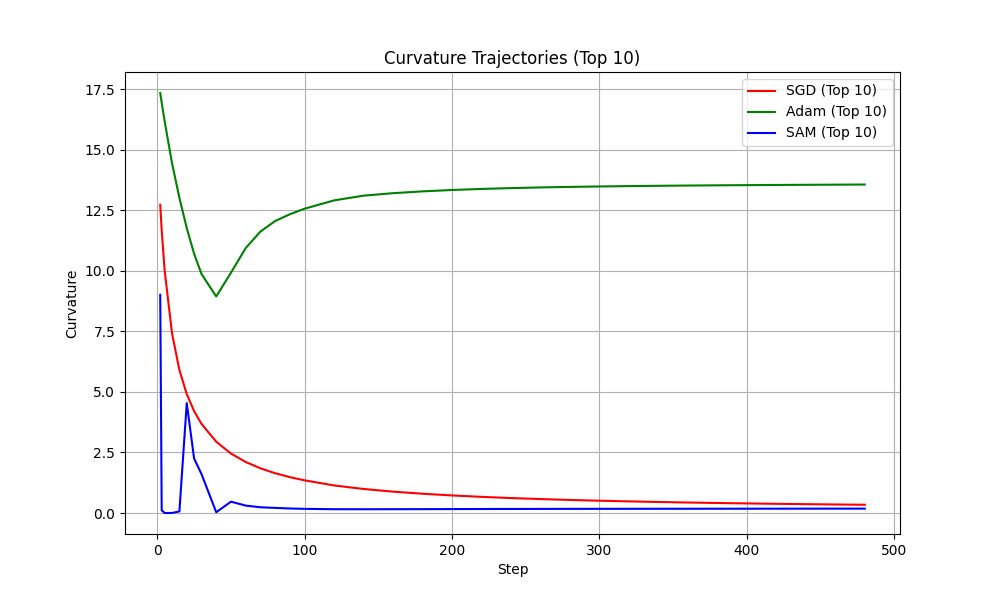 Curvature Trajectories (Top 10)
SGD (Top 10)
Adam (Top 10)
SAM (Top 10)
17.5
15.0
12.5
10.0
7.5
5.0
2.5
0.0
Curvature
0 100 200 300 400 500
Step